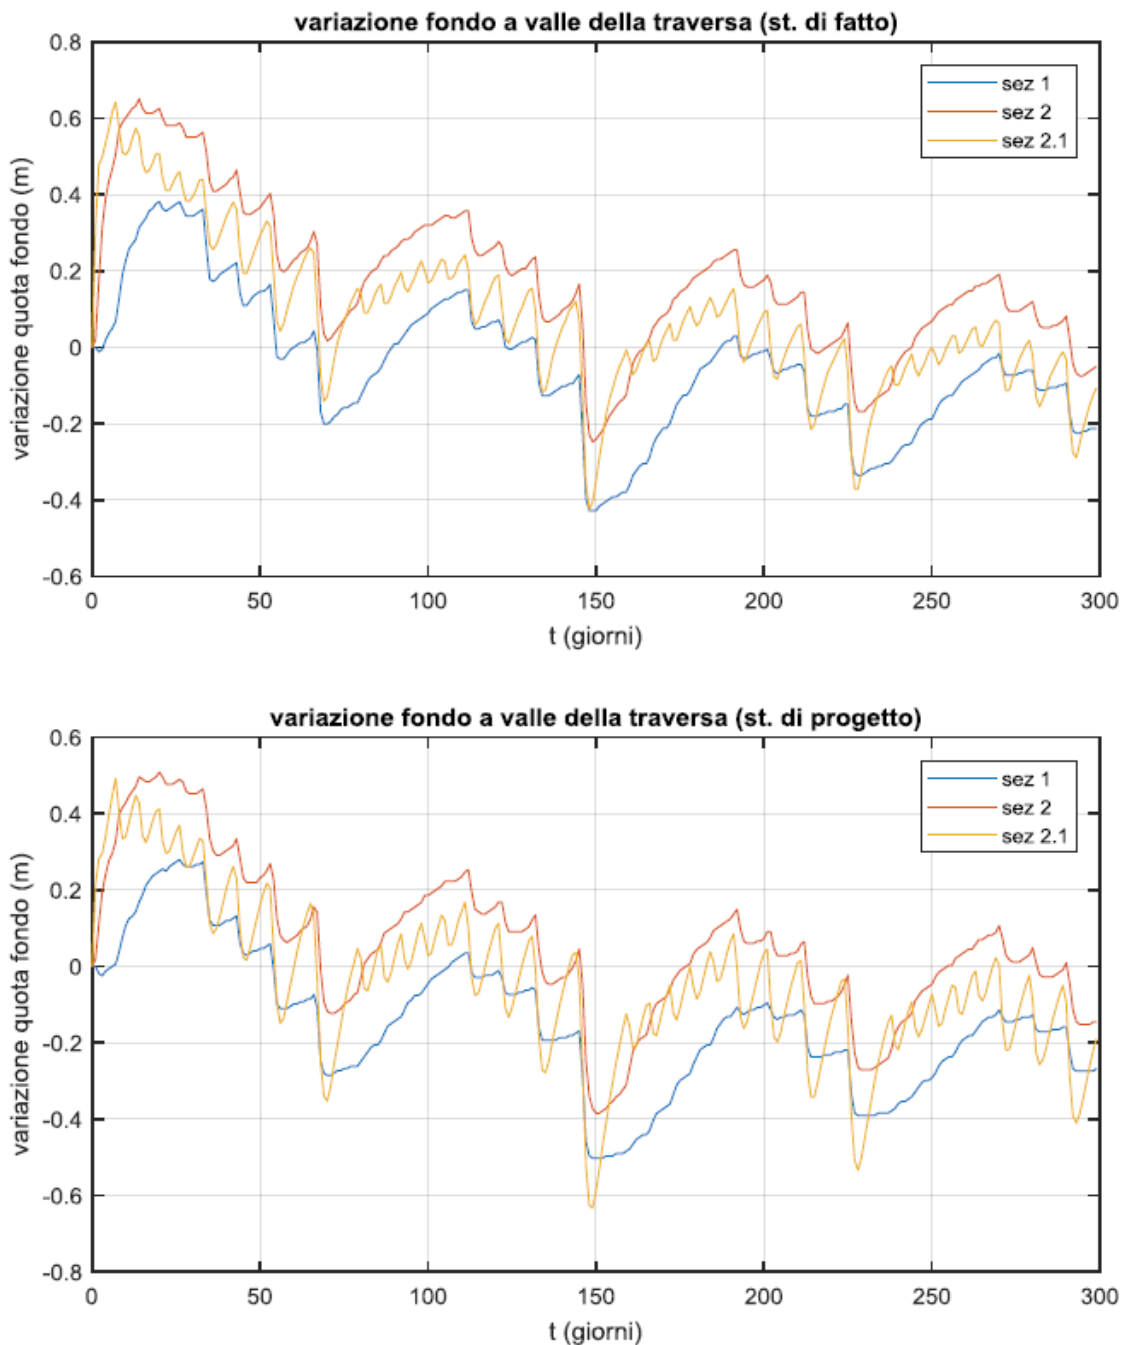 variazione fondo a valle della traversa (st. di fatto)
0.8
0.6
0.4
0.2
0
-0.2
-0.4
-0.6
variazione quota fondo (m)
sez 1
sez 2
sez 2.1
0 50 100 150 200 250 300
t (giorni)
variazione fondo a valle della traversa (st. di progetto)
0.6
0.4
0.2
0
-0.2
-0.4
-0.6
-0.8
variazione quota fondo (m)
sez 1
sez 2
sez 2.1
0 50 100 150 200 250 300
t (giorni)